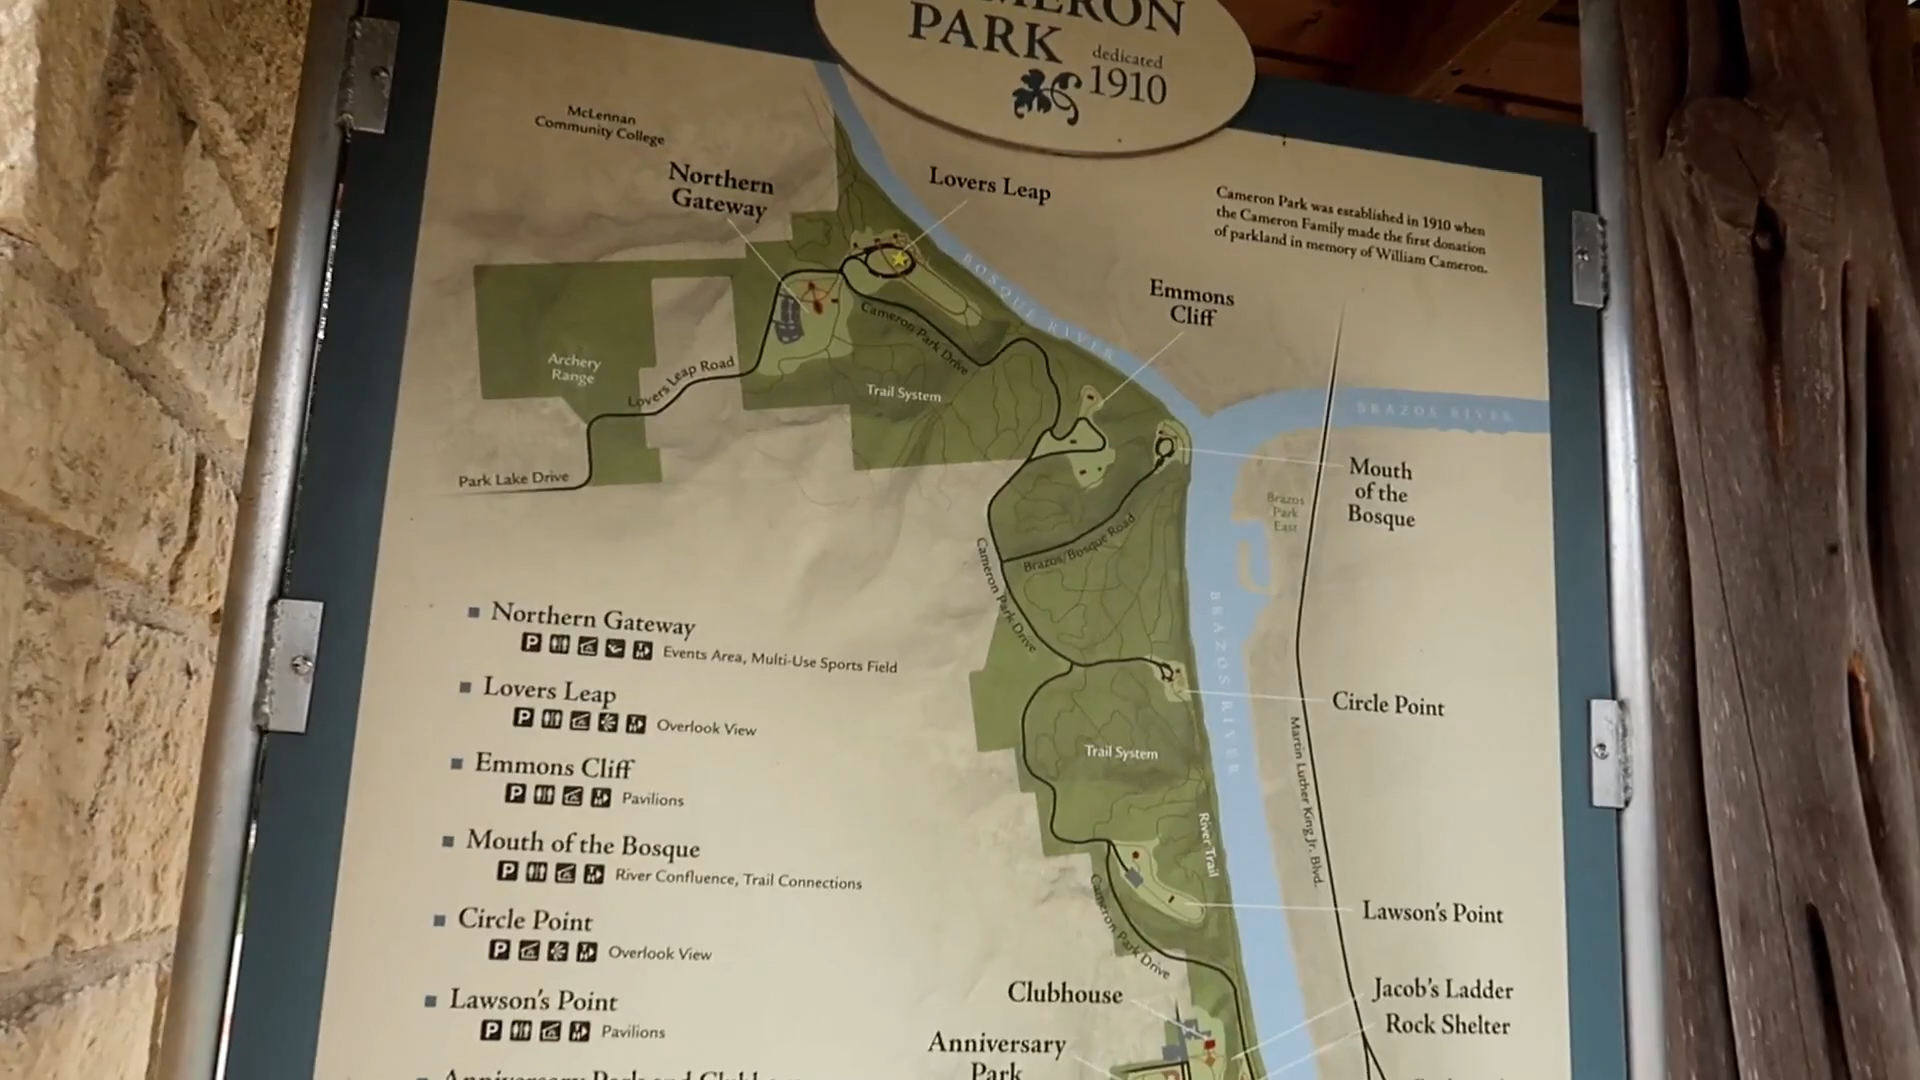 PARK
dedicated
1910
McLennan
Community College
Northern
Gateway
Lovers Leap
Cameron Park was established in 1910 when
the Cameron Family made the first donation
of parkland in memory of William Cameron.
BOSQUE RIVER
Emmons
Cliff
Cameron Park Drive
Archery
Range
Lovers Leap Road
Trail System
BRAZOS RIVER
Park Lake Drive
Mouth
of the
Bosque
Brazos
Park
East
Brazos/Bosque Road
Cameron Park Drive
BRAZOS RIVER
Circle Point
Martin Luther King Jr. Blvd.
Trail System
River Trail
Lawson's Point
Cameron Park Drive
Clubhouse
Jacob's Ladder
Rock Shelter
Anniversary
Park
Northern Gateway
P Events Area, Multi-Use Sports Field
Lovers Leap
P Overlook View
Emmons Cliff
P Pavilions
Mouth of the Bosque
P River Confluence, Trail Connections
Circle Point
P Overlook View
Lawson's Point
P Pavilions